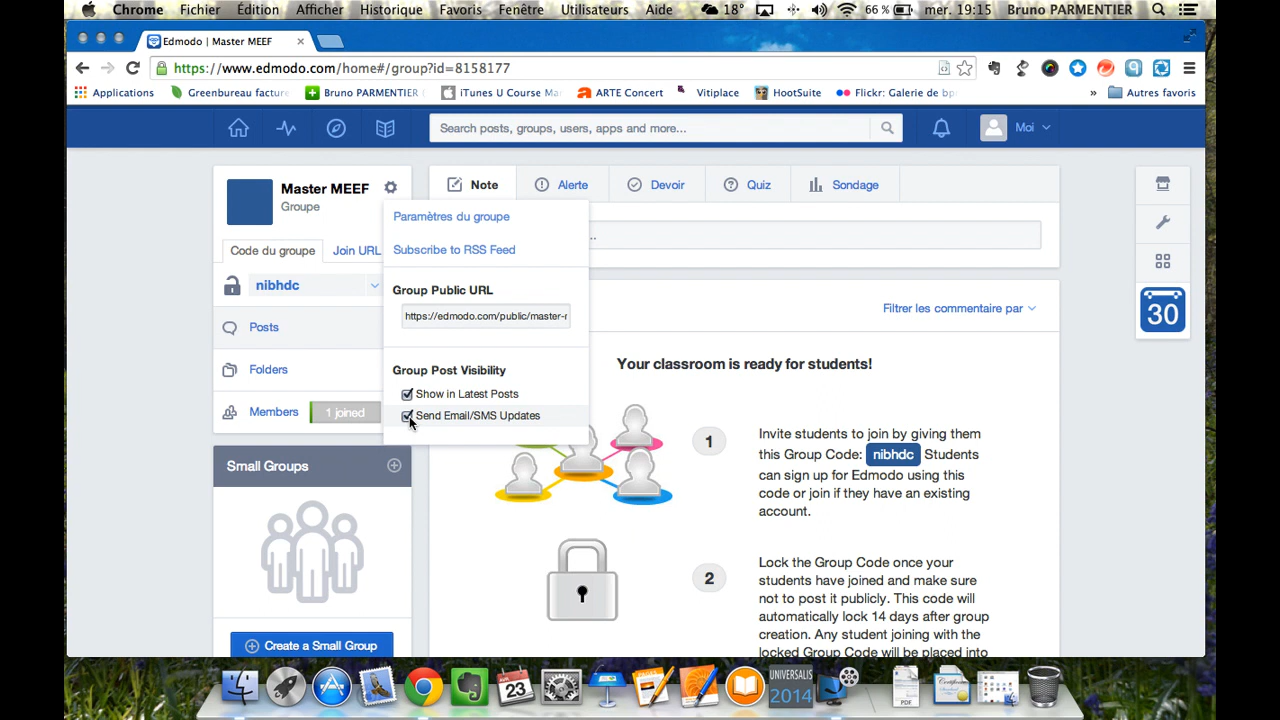 Chrome Fichier Édition Afficher Historique Favoris Fenêtre Utilisateurs Aide 18° 66 % mer. 19:15 Bruno PARMENTIER
Edmodo | Master MEEF
https://www.edmodo.com/home#/group?id=8158177
Applications Greenbureau facture Bruno PARMENTIER iTunes U Course Ma ARTE Concert Vitiplace HootSuite Flickr: Galerie de bp » Autres favoris
Search posts, groups, users, apps and more... Moi
Master MEEF
Groupe
Note Alerte Devoir Quiz Sondage
Paramètres du groupe
Subscribe to RSS Feed
...
Code du groupe Join URL
nibhdc
Group Public URL
https://edmodo.com/public/master-r
Filtrer les commentaire par
30
Posts
Folders
Members 1 joined
Group Post Visibility
Show in Latest Posts
Send Email/SMS Updates
Your classroom is ready for students!
1
Invite students to join by giving them
this Group Code: nibhdc Students
can sign up for Edmodo using this
code or join if they have an existing
account.
Small Groups
Create a Small Group
2
Lock the Group Code once your
students have joined and make sure
not to post it publicly. This code will
automatically lock 14 days after group
creation. Any student joining with the
locked Group Code will be placed into
23
UNIVERSALIS
2014
PDF